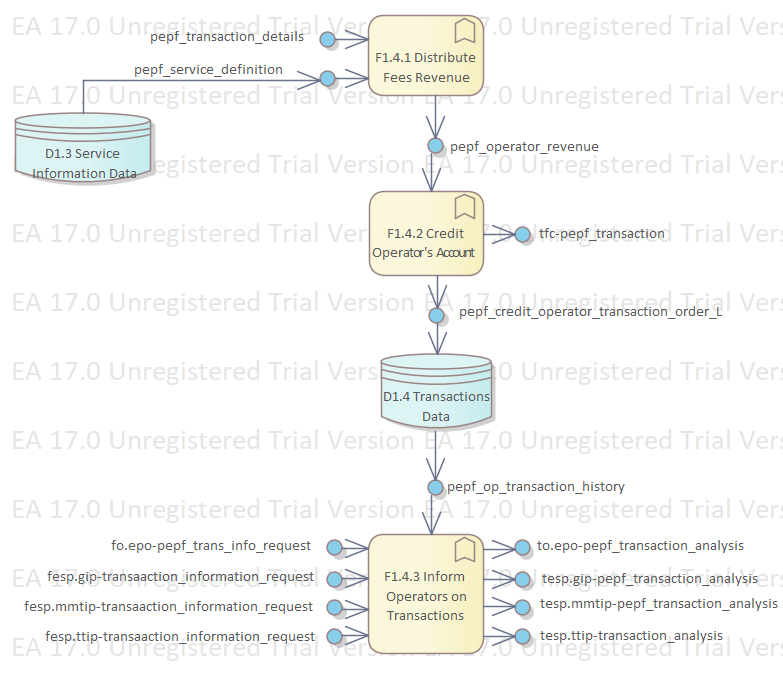 EA 17.0 Unregistered Trial Version EA 17.0 Unregistered Trial Vers
pepf_transaction_details
F1.4.1 Distribute
Fees Revenue
pepf_service_definition
D1.3 Service
Information Data
pepf_operator_revenue
F1.4.2 Credit
Operator's Account
tfc-pepf_transaction
pepf_credit_operator_transaction_order_L
D1.4 Transactions
Data
pepf_op_transaction_history
fo.epo-pepf_trans_info_request
fesp.gip-transaaction_information_request
fesp.mmtip-transaaction_information_request
fesp.ttip-transaaction_information_request
F1.4.3 Inform
Operators on
Transactions
to.epo-pepf_transaction_analysis
tesp.gip-pepf_transaction_analysis
tesp.mmtip-pepf_transaction_analysis
tesp.ttip-transaction_analysis